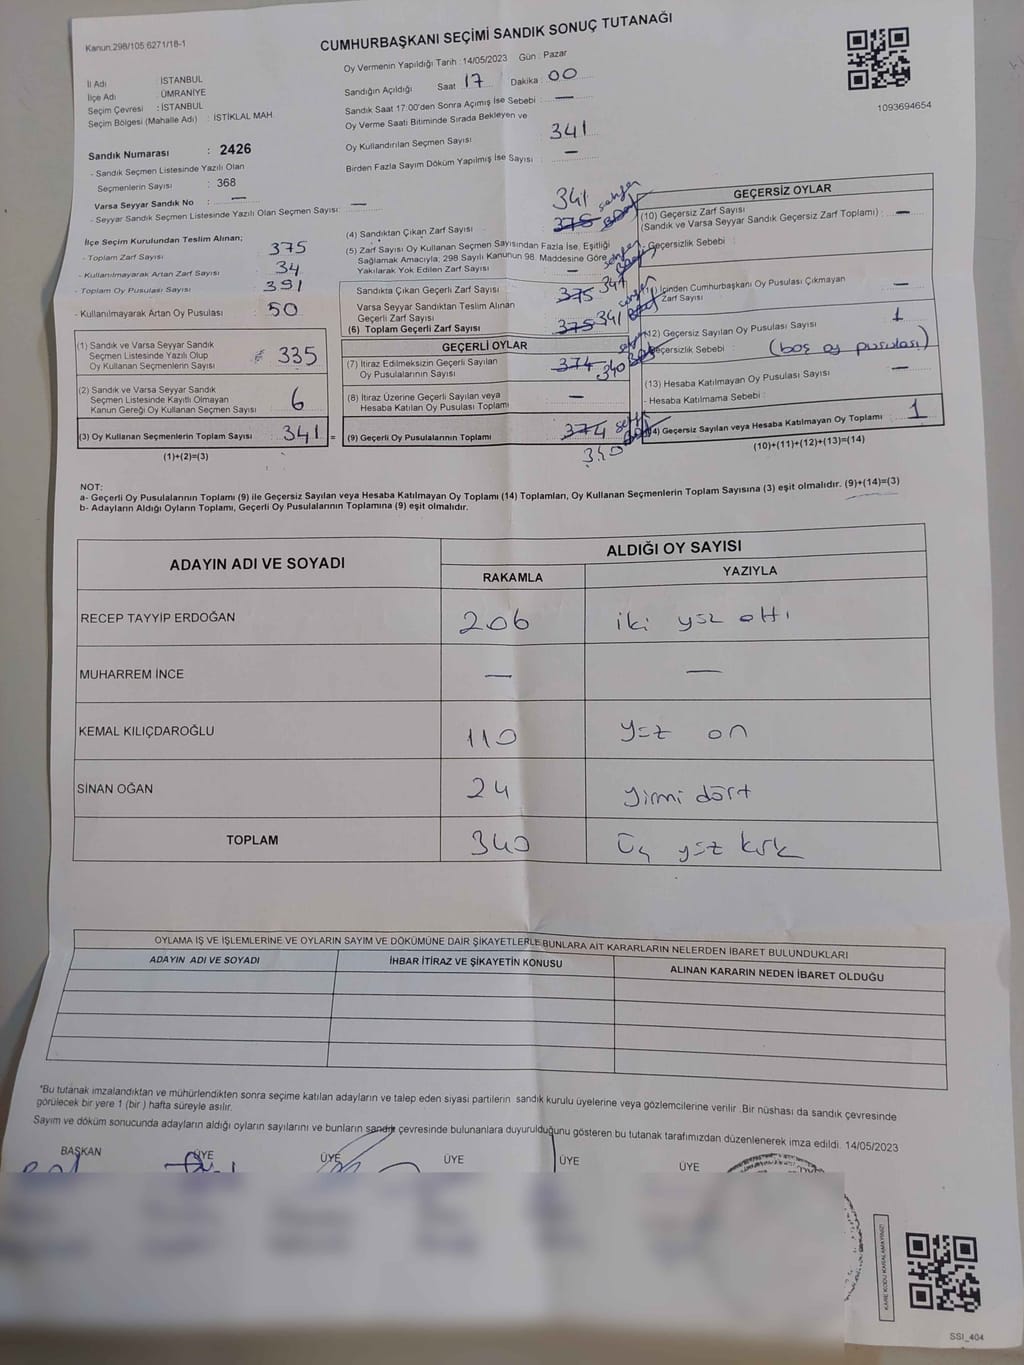 Kanun:298/105,6271/18-1
CUMHURBAŞKANI SEÇİMİ SANDIK SONUÇ TUTANAĞI
Oy Vermenin Yapıldığı Tarih : 14/05/2023 Gün : Pazar
İl Adı : İSTANBUL
İlçe Adı : ÜMRANİYE
Seçim Çevresi : İSTANBUL
Seçim Bölgesi (Mahalle Adı) : İSTİKLAL MAH.
Sandık Numarası : 2426
- Sandık Seçmen Listesinde Yazılı Olan
Seçmenlerin Sayısı : 368
Varsa Seyyar Sandık No : —
- Seyyar Sandık Seçmen Listesinde Yazılı Olan Seçmen Sayısı: —
Sandığın Açıldığı Saat 17 Dakika : 00
Sandık Saat 17:00'den Sonra Açımış İse Sebebi : —
Oy Verme Saati Bitiminde Sırada Bekleyen ve
Oy Kullandırılan Seçmen Sayısı 341
Birden Fazla Sayım Döküm Yapılmış İse Sayısı : —
1093694654
İlçe Seçim Kurulundan Teslim Alınan;
- Toplam Zarf Sayısı 375
- Kullanılmayarak Artan Zarf Sayısı : 34
- Toplam Oy Pusulası Sayısı : 391
- Kullanılmayarak Artan Oy Pusulası : 50
(1) Sandık ve Varsa Seyyar Sandık
Seçmen Listesinde Yazılı Olup
Oy Kullanan Seçmenlerin Sayısı 335
(2) Sandık ve Varsa Seyyar Sandık
Seçmen Listesinde Kayıtlı Olmayan
Kanun Gereği Oy Kullanan Seçmen Sayısı 6
(3) Oy Kullanan Seçmenlerin Toplam Sayısı : 341 =
(1)+(2)=(3)
341
(4) Sandıktan Çıkan Zarf Sayısı 375
(5) Zarf Sayısı Oy Kullanan Seçmen Sayısından Fazla İse, Eşitliği
Sağlamak Amacıyla; 298 Sayılı Kanunun 98. Maddesine Göre
Yakılarak Yok Edilen Zarf Sayısı : —
Sandıkta Çıkan Geçerli Zarf Sayısı 375 341
Varsa Seyyar Sandıktan Teslim Alınan
Geçerli Zarf Sayısı
(6) Toplam Geçerli Zarf Sayısı : 375 341
GEÇERLİ OYLAR
(7) İtiraz Edilmeksizin Geçerli Sayılan
Oy Pusulalarının Sayısı : 374 340
(8) İtiraz Üzerine Geçerli Sayılan veya
Hesaba Katılan Oy Pusulası Toplamı : —
(9) Geçerli Oy Pusulalarının Toplamı : 374
340
GEÇERSİZ OYLAR
(10) Geçersiz Zarf Sayısı
(Sandık ve Varsa Seyyar Sandık Geçersiz Zarf Toplamı) : —
- Geçersizlik Sebebi :
İçinden Cumhurbaşkanı Oy Pusulası Çıkmayan
Zarf Sayısı : —
12) Geçersiz Sayılan Oy Pusulası Sayısı : 1
Geçersizlik Sebebi : (boş oy pusulası)
(13) Hesaba Katılmayan Oy Pusulası Sayısı : —
- Hesaba Katılmama Sebebi :
4) Geçersiz Sayılan veya Hesaba Katılmayan Oy Toplamı : 1
(10)+(11)+(12)+(13)=(14)
NOT:
a- Geçerli Oy Pusulalarının Toplamı (9) ile Geçersiz Sayılan veya Hesaba Katılmayan Oy Toplamı (14) Toplamları, Oy Kullanan Seçmenlerin Toplam Sayısına (3) eşit olmalıdır. (9)+(14)=(3)
b- Adayların Aldığı Oyların Toplamı, Geçerli Oy Pusulalarının Toplamına (9) eşit olmalıdır.
ADAYIN ADI VE SOYADI ALDIĞI OY SAYISI
RAKAMLA YAZIYLA
RECEP TAYYİP ERDOĞAN 206 iki yüz altı
MUHARREM İNCE — —
KEMAL KILIÇDAROĞLU 110 yüz on
SİNAN OĞAN 24 yirmi dört
TOPLAM 340 Üç yüz kırk
OYLAMA İŞ VE İŞLEMLERİNE VE OYLARIN SAYIM VE DÖKÜMÜNE DAİR ŞİKAYETLERLE BUNLARA AİT KARARLARIN NELERDEN İBARET BULUNDUKLARI
ADAYIN ADI VE SOYADI İHBAR İTİRAZ VE ŞİKAYETİN KONUSU ALINAN KARARIN NEDEN İBARET OLDUĞU
*Bu tutanak imzalandıktan ve mühürlendikten sonra seçime katılan adayların ve talep eden siyasi partilerin sandık kurulu üyelerine veya gözlemcilerine verilir. Bir nüshası da sandık çevresinde
görülecek bir yere 1 (bir ) hafta süreyle asılır.
Sayım ve döküm sonucunda adayların aldığı oyların sayılarını ve bunların sandık çevresinde bulunanlara duyurulduğunu gösteren bu tutanak tarafımızdan düzenlenerek imza edildi. 14/05/2023
BAŞKAN ÜYE ÜYE ÜYE ÜYE ÜYE
KARE KODU KARALAMAYINIZ!
SSI_404